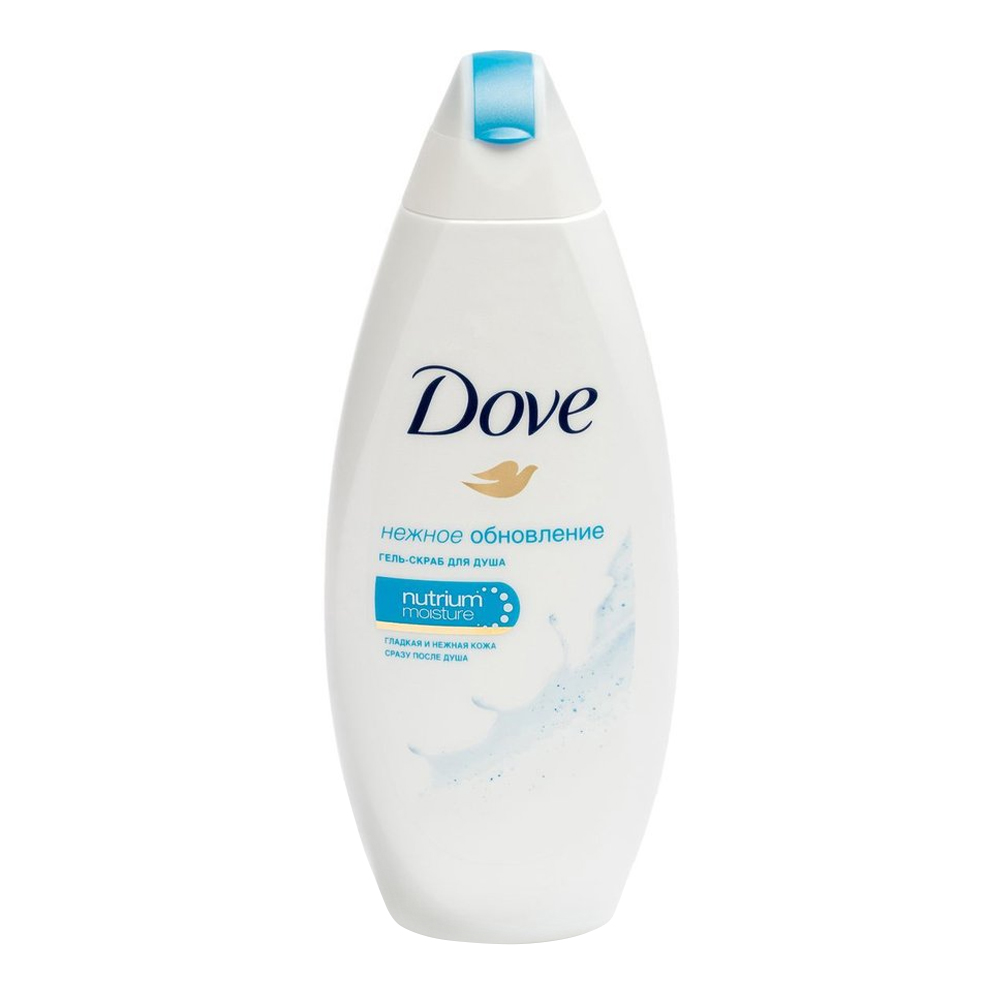 Dove
нежное обновление
ГЕЛЬ-СКРАБ ДЛЯ ДУША
nutrium
moisture
ГЛАДКАЯ И НЕЖНАЯ КОЖА
СРАЗУ ПОСЛЕ ДУША